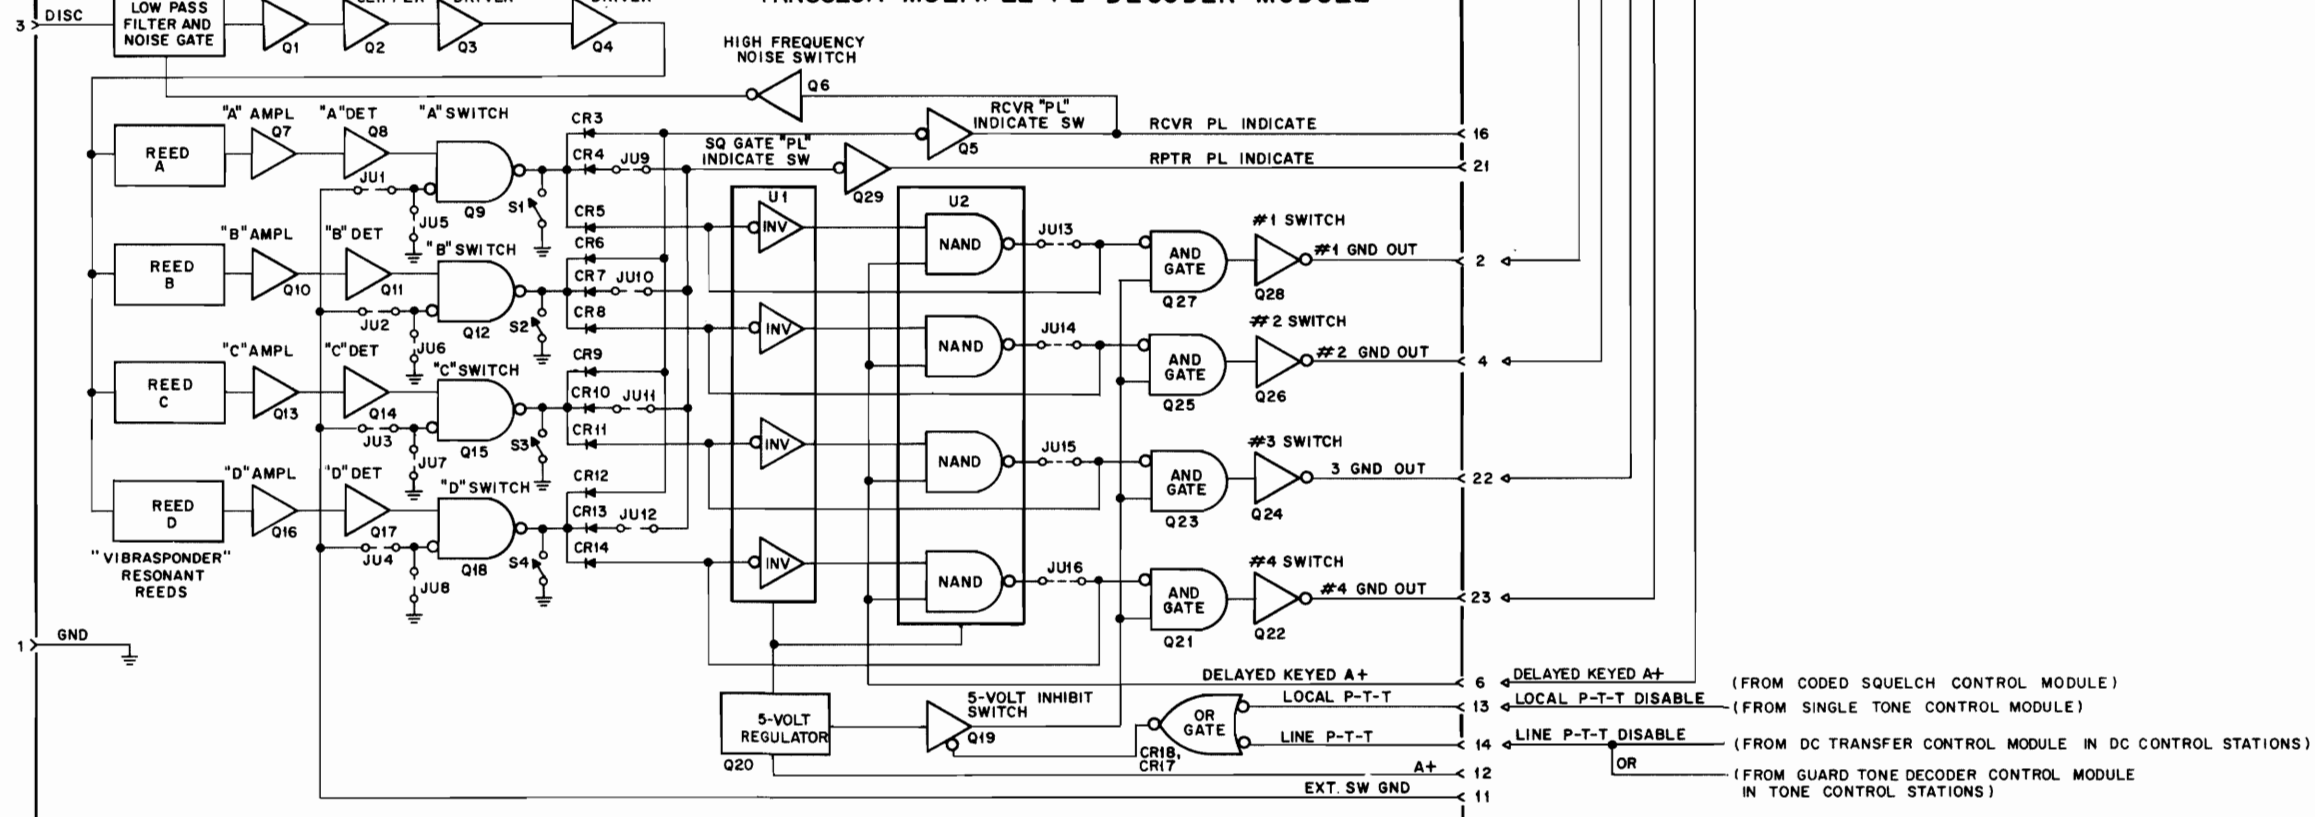 3 DISC
LOW PASS
FILTER AND
NOISE GATE
Q1
Q2
Q3
Q4
DECODER MODULE
HIGH FREQUENCY
NOISE SWITCH
Q6
"A" AMPL
Q7
"A" DET
Q8
"A" SWITCH
REED
A
JU1
JU5
Q9
S1
CR3
CR4
JU9
CR5
SQ GATE "PL"
INDICATE SW
RCVR "PL"
INDICATE SW
Q5
RCVR PL INDICATE
16
Q29
RPTR PL INDICATE
21
U1
U2
"B" AMPL
"B" DET
"B" SWITCH
REED
B
Q10
Q11
JU2
JU6
Q12
S2
CR6
CR7
JU10
CR8
INV
NAND
JU13
AND
GATE
Q27
#1 SWITCH
Q28
#1 GND OUT
2
"C" AMPL
"C" DET
"C" SWITCH
REED
C
Q13
Q14
JU3
JU7
Q15
S3
CR9
CR10
JU11
CR11
INV
NAND
JU14
AND
GATE
Q25
#2 SWITCH
Q26
#2 GND OUT
4
"D" AMPL
"D" DET
"D" SWITCH
REED
D
Q16
Q17
JU4
JU8
Q18
S4
CR12
CR13
JU12
CR14
INV
NAND
JU15
AND
GATE
Q23
#3 SWITCH
Q24
3 GND OUT
22
"VIBRASPONDER"
RESONANT
REEDS
INV
NAND
JU16
AND
GATE
Q21
#4 SWITCH
Q22
#4 GND OUT
23
1 GND
DELAYED KEYED A+
6
DELAYED KEYED A+
(FROM CODED SQUELCH CONTROL MODULE)
5-VOLT
REGULATOR
Q20
5-VOLT INHIBIT
SWITCH
Q19
OR
GATE
CR18,
CR17
LOCAL P-T-T
13
LOCAL P-T-T DISABLE
(FROM SINGLE TONE CONTROL MODULE)
LINE P-T-T
14
LINE P-T-T DISABLE
(FROM DC TRANSFER CONTROL MODULE IN DC CONTROL STATIONS)
OR
A+
12
(FROM GUARD TONE DECODER CONTROL MODULE
IN TONE CONTROL STATIONS)
EXT. SW GND
11